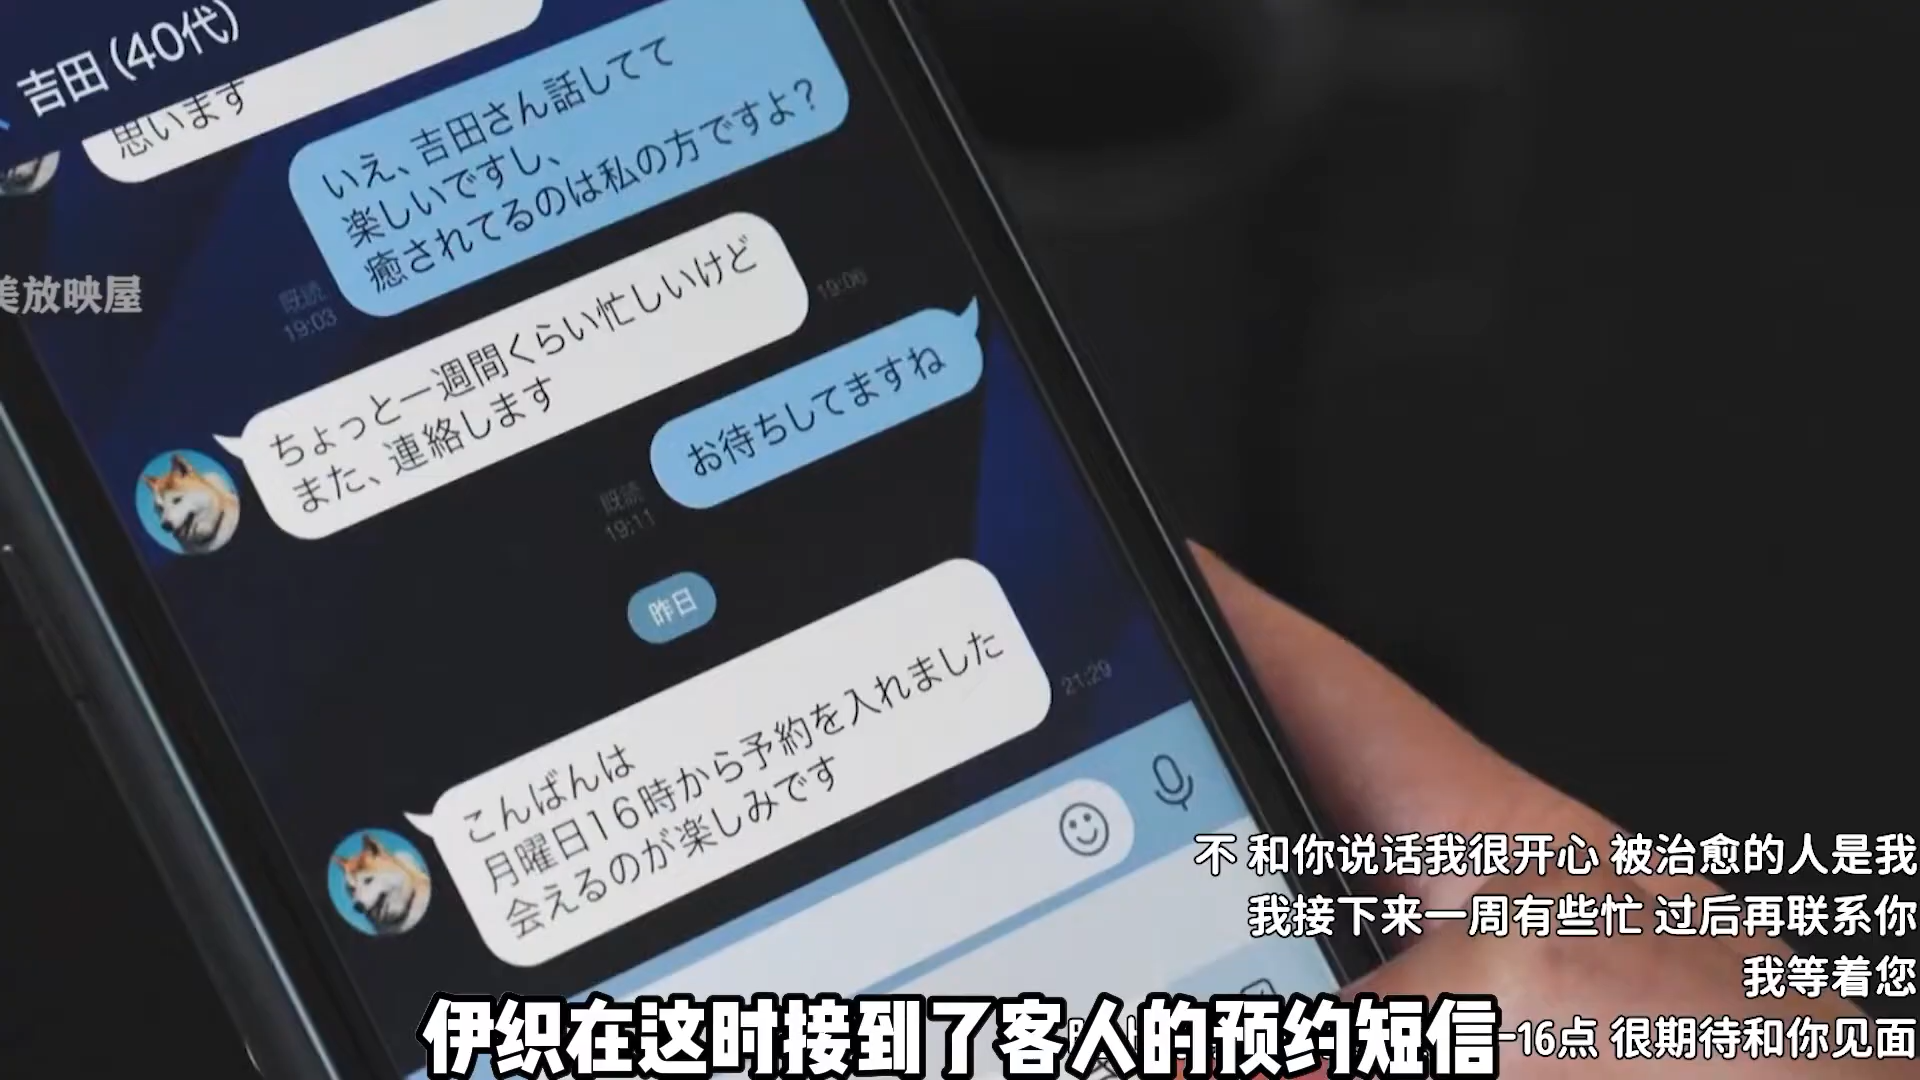 吉田（40代）
思います
いえ、吉田さん話してて
楽しいですし、
癒されてるのは私の方ですよ？
既読
19:03
美放映屋
ちょっと一週間くらい忙しいけど
また、連絡します
19:06
お待ちしてますね
既読
19:11
昨日
こんばんは
月曜日16時から予約を入れました
会えるのが楽しみです
21:29
不 和你说话我很开心 被治愈的人是我
我接下来一周有些忙 过后再联系你
我等着您
16点 很期待和你见面
伊织在这时接到了客人的预约短信